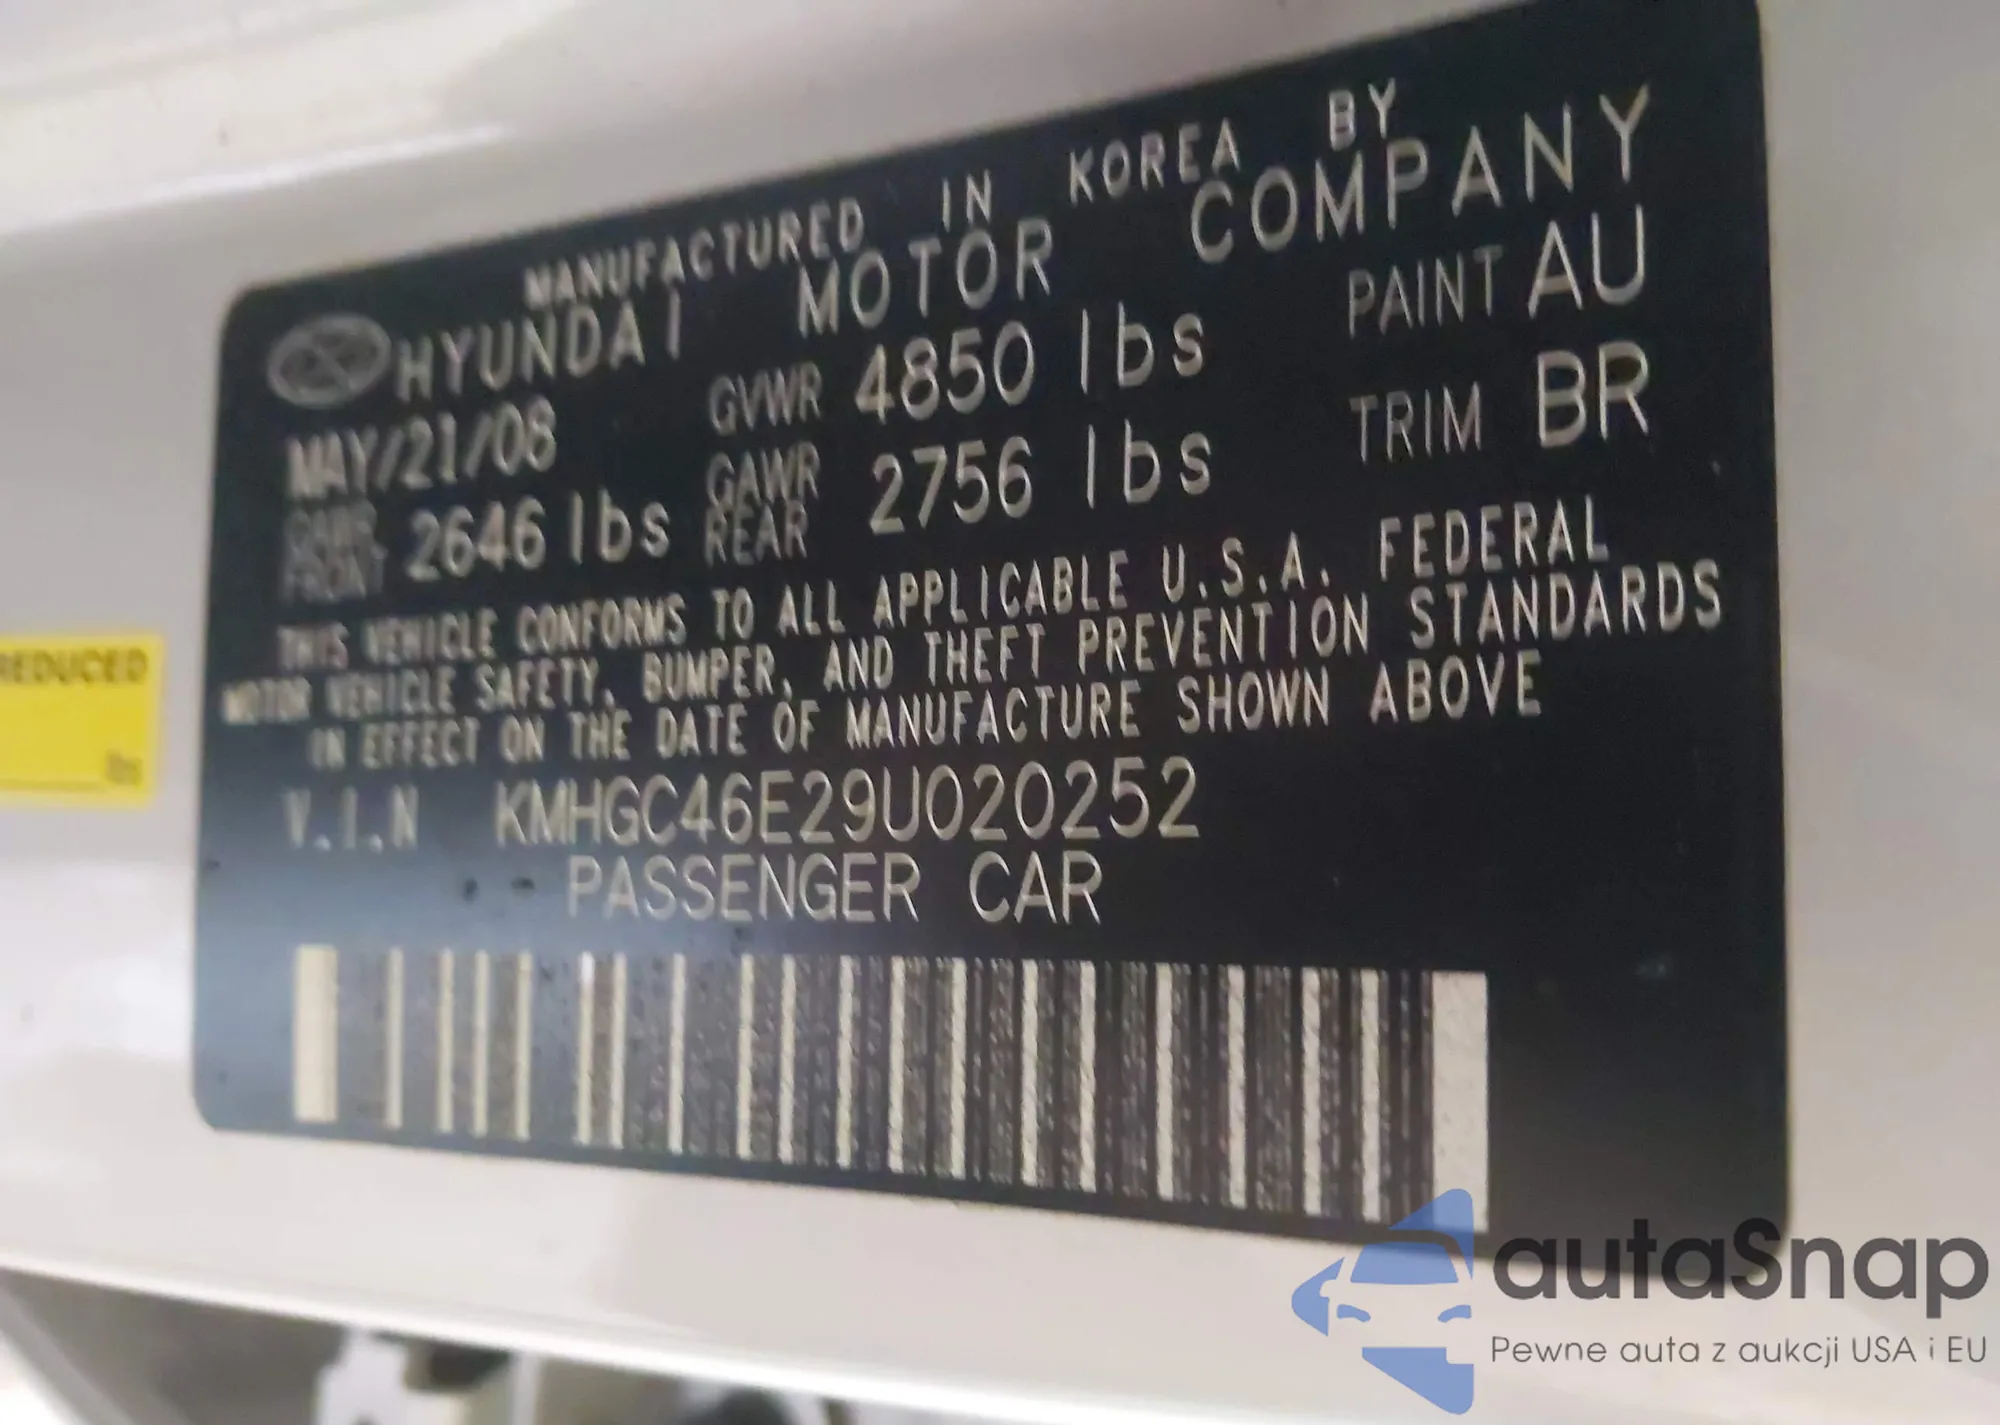 MANUFACTURED IN KOREA BY
HYUNDAI MOTOR COMPANY
MAY/21/08 GVWR 4850 lbs PAINT AU
GAWR FRONT 2646 lbs GAWR REAR 2756 lbs TRIM BR
THIS VEHICLE CONFORMS TO ALL APPLICABLE U.S.A. FEDERAL
MOTOR VEHICLE SAFETY, BUMPER, AND THEFT PREVENTION STANDARDS
IN EFFECT ON THE DATE OF MANUFACTURE SHOWN ABOVE
V.I.N KMHGC46E29U020252
PASSENGER CAR
REDUCED
lbs
autaSnap
Pewne auta z aukcji USA i EU